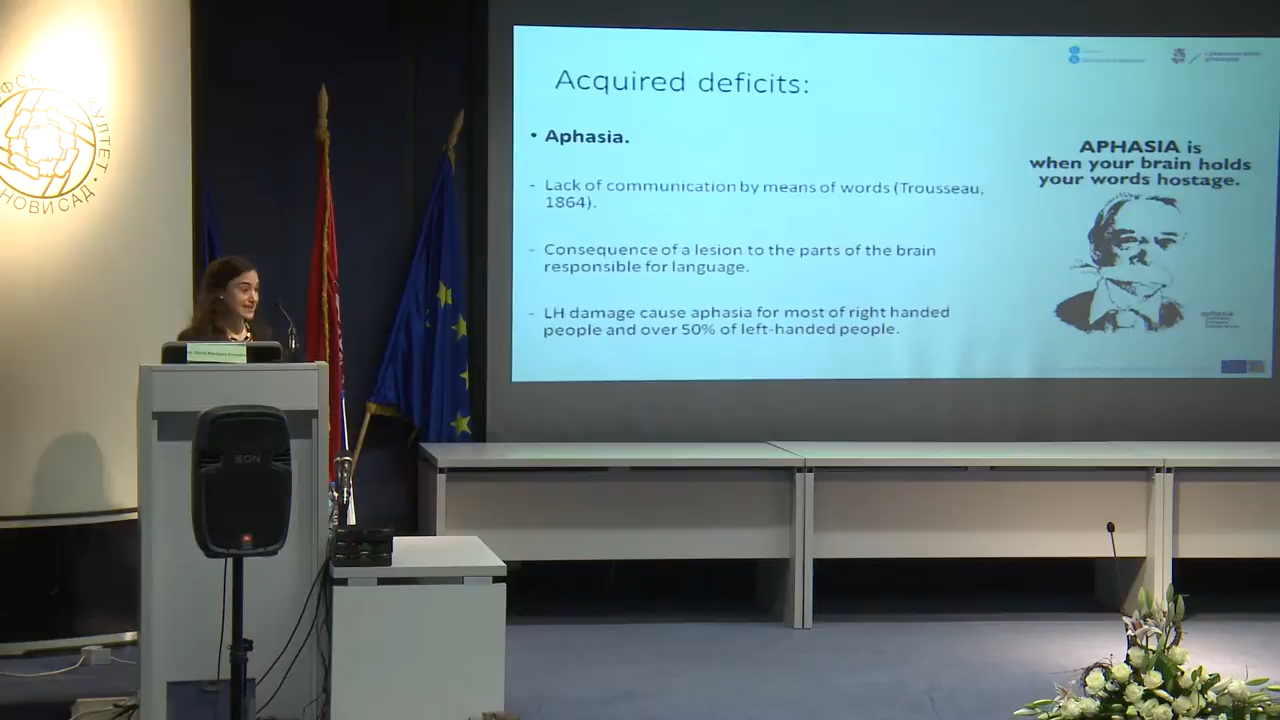 НОВИ САД
Acquired deficits:
• Aphasia.
- Lack of communication by means of words (Trousseau,
1864).
- Consequence of a lesion to the parts of the brain
responsible for language.
- LH damage cause aphasia for most of right handed
people and over 50% of left-handed people.
APHASIA is
when your brain holds
your words hostage.
aphasia